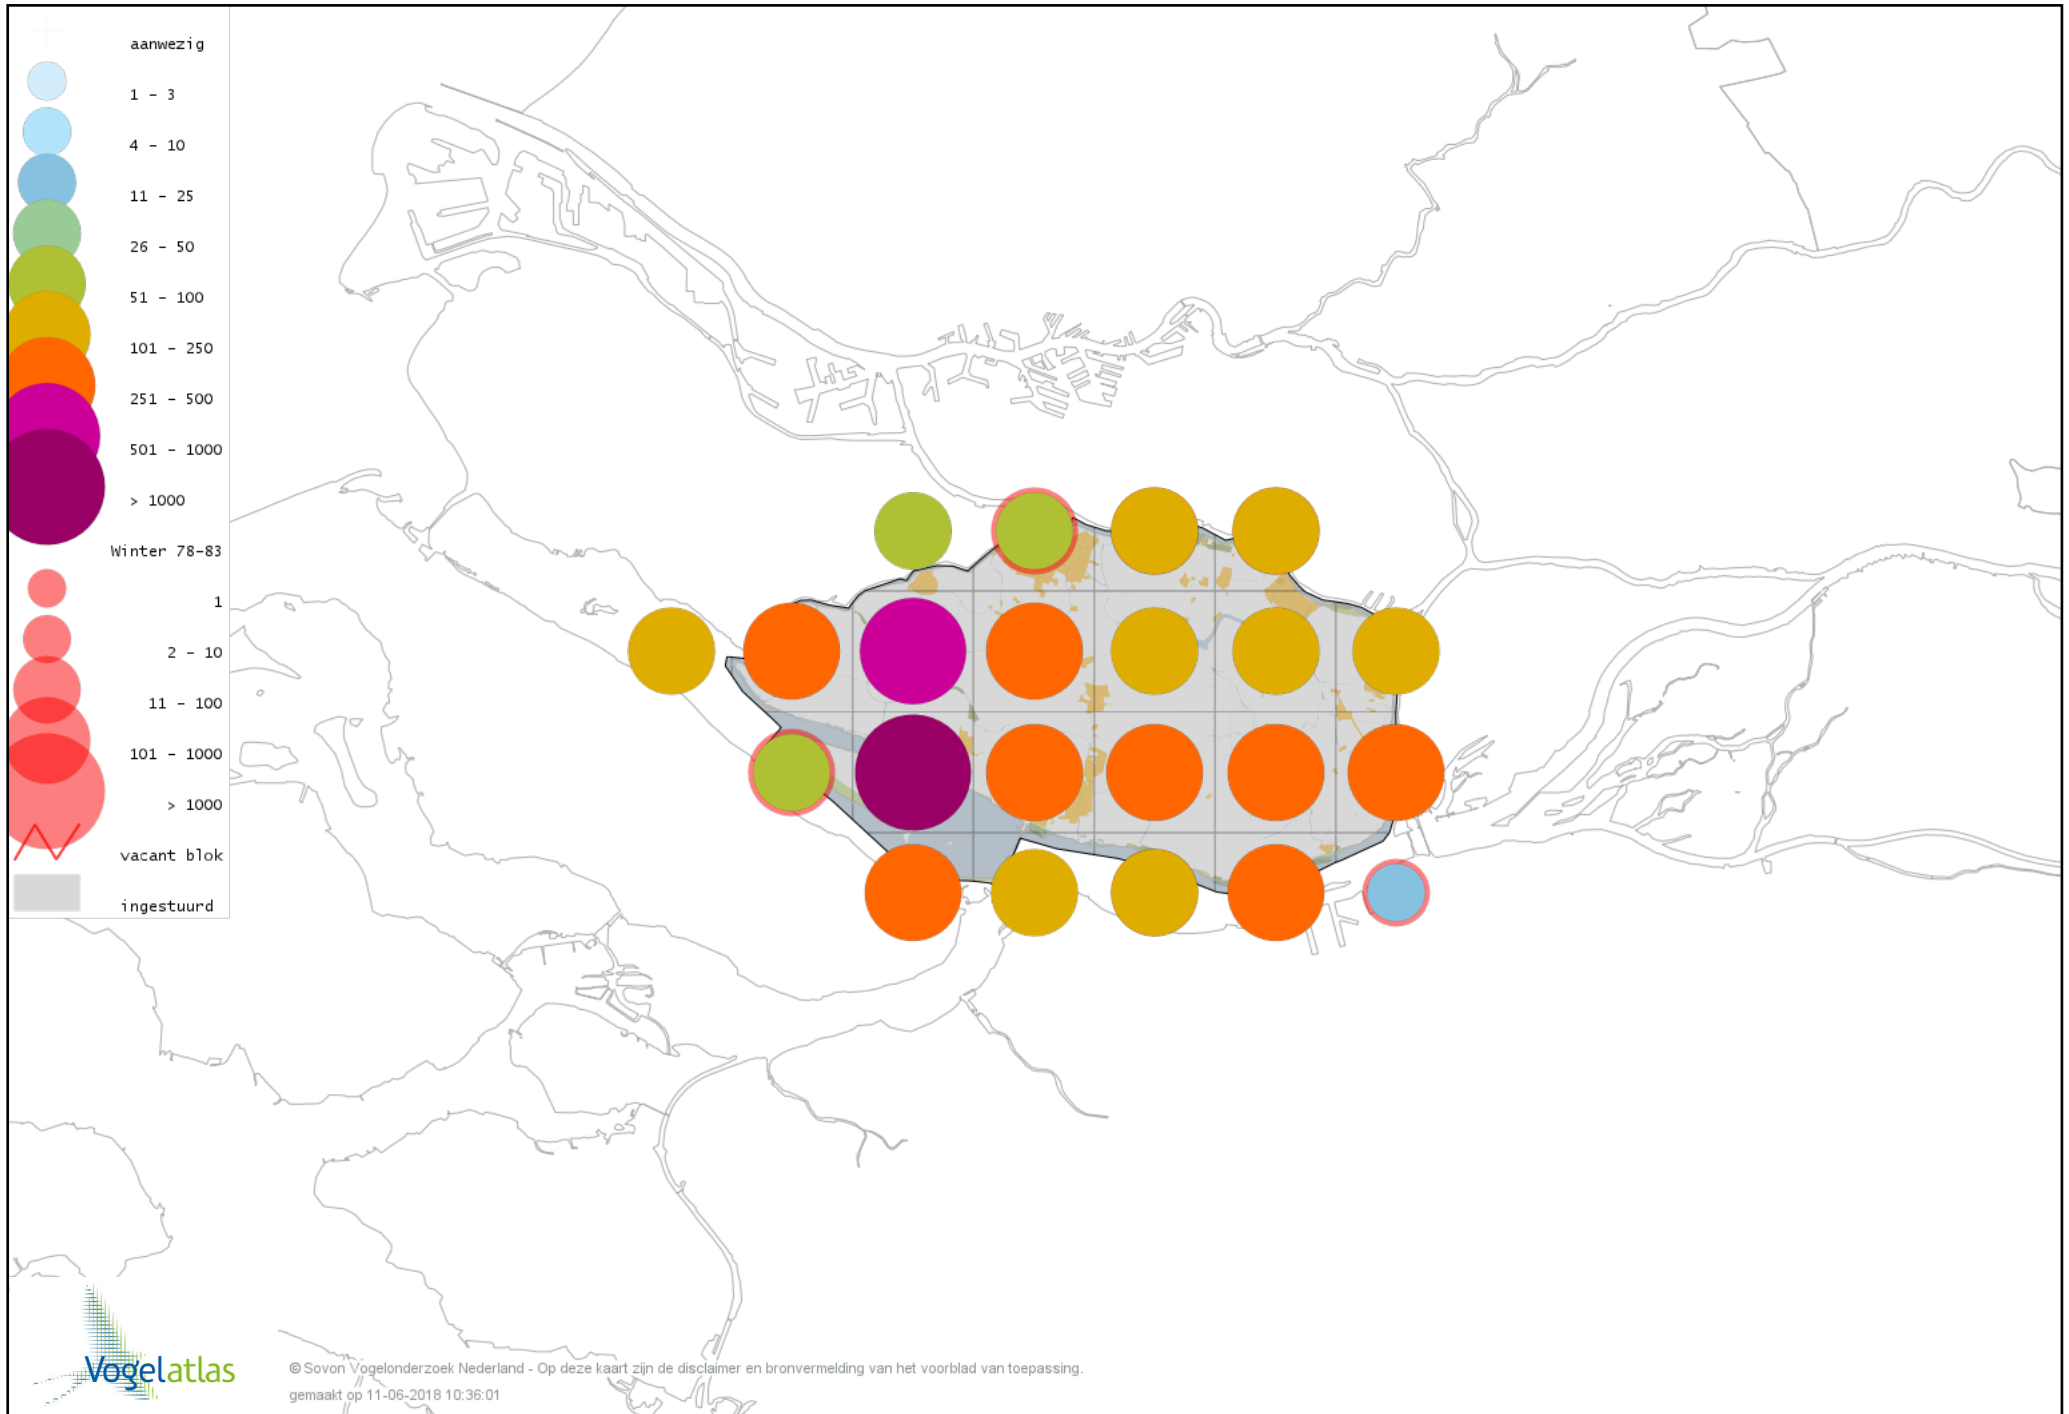 aanwezig
1 - 3
4 - 10
11 - 25
26 - 50
51 - 100
101 - 250
251 - 500
501 - 1000
> 1000
Winter 78-83
1
2 - 10
11 - 100
101 - 1000
> 1000
vacant blok
ingestuurd
Vogelatlas
© Sovon Vogelonderzoek Nederland - Op deze kaart zijn de disclaimer en bronvermelding van het voorblad van toepassing.
gemaakt op 11-06-2018 10:36:01